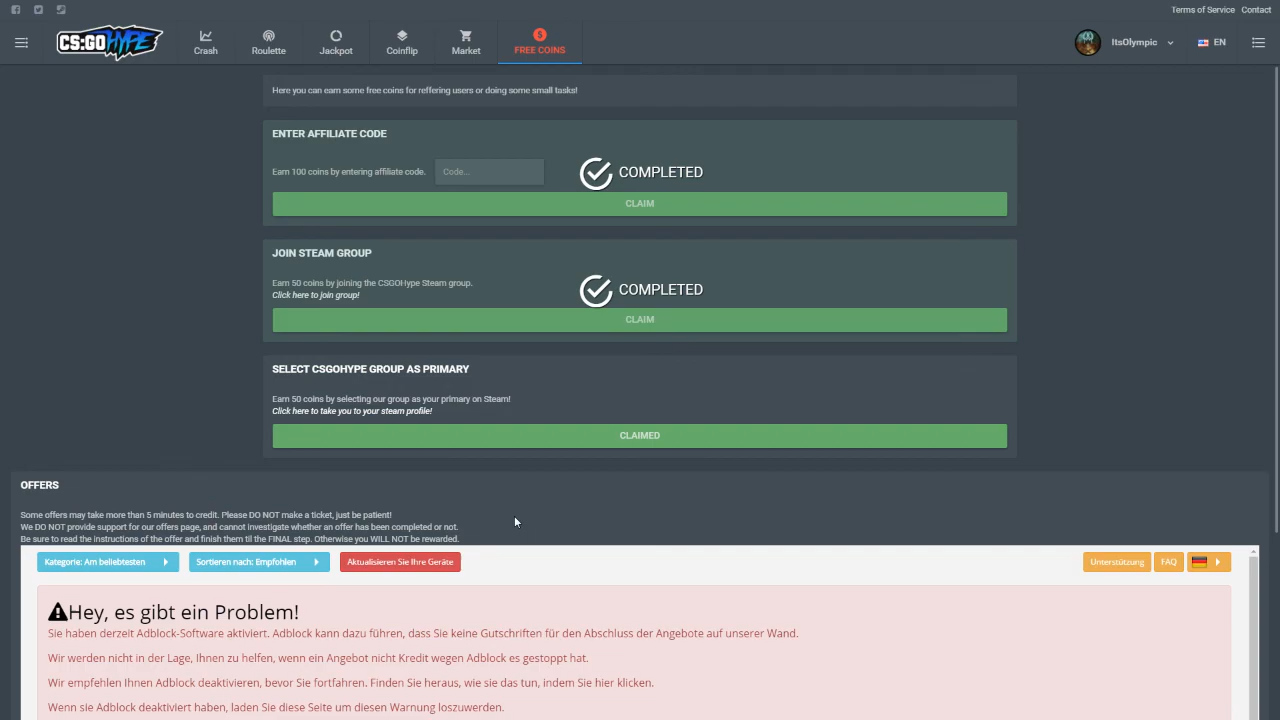 Terms of Service Contact
CS:GO HYPE
Crash
Roulette
Jackpot
Coinflip
Market
FREE COINS
ItsOlympic
EN
Here you can earn some free coins for reffering users or doing some small tasks!
ENTER AFFILIATE CODE
Earn 100 coins by entering affiliate code. Code... COMPLETED
CLAIM
JOIN STEAM GROUP
Earn 50 coins by joining the CSGOHype Steam group.
Click here to join group!
COMPLETED
CLAIM
SELECT CSGOHYPE GROUP AS PRIMARY
Earn 50 coins by selecting our group as your primary on Steam!
Click here to take you to your steam profile!
CLAIMED
OFFERS
Some offers may take more than 5 minutes to credit. Please DO NOT make a ticket, just be patient!
We DO NOT provide support for our offers page, and cannot investigate whether an offer has been completed or not.
Be sure to read the instructions of the offer and finish them til the FINAL step. Otherwise you WILL NOT be rewarded.
Kategorie: Am beliebtesten
Sortieren nach: Empfohlen
Aktualisieren Sie Ihre Geräte
Unterstützung
FAQ
Hey, es gibt ein Problem!
Sie haben derzeit Adblock-Software aktiviert. Adblock kann dazu führen, dass Sie keine Gutschriften für den Abschluss der Angebote auf unserer Wand.
Wir werden nicht in der Lage, Ihnen zu helfen, wenn ein Angebot nicht Kredit wegen Adblock es gestoppt hat.
Wir empfehlen Ihnen Adblock deaktivieren, bevor Sie fortfahren. Finden Sie heraus, wie sie das tun, indem Sie hier klicken.
Wenn sie Adblock deaktiviert haben, laden Sie diese Seite um diesen Warnung loszuwerden.